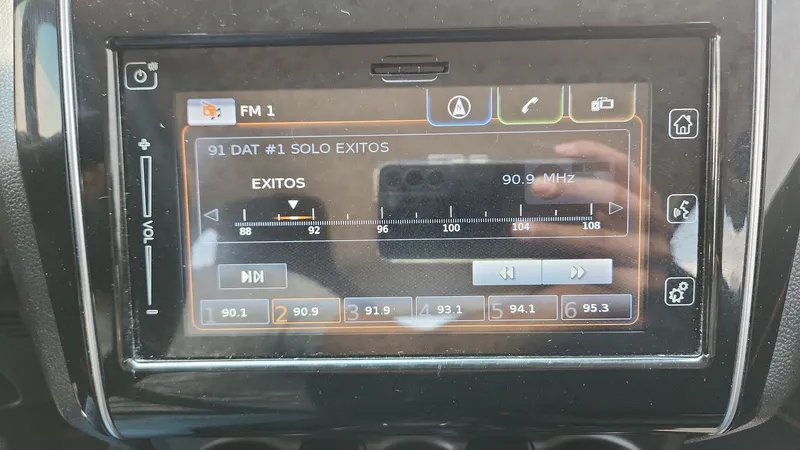 FM 1
91 DAT #1 SOLO EXITOS
EXITOS
90.9 MHz
88 92 96 100 104 108
VOL
1 90.1 2 90.9 3 91.9 4 93.1 5 94.1 6 95.3